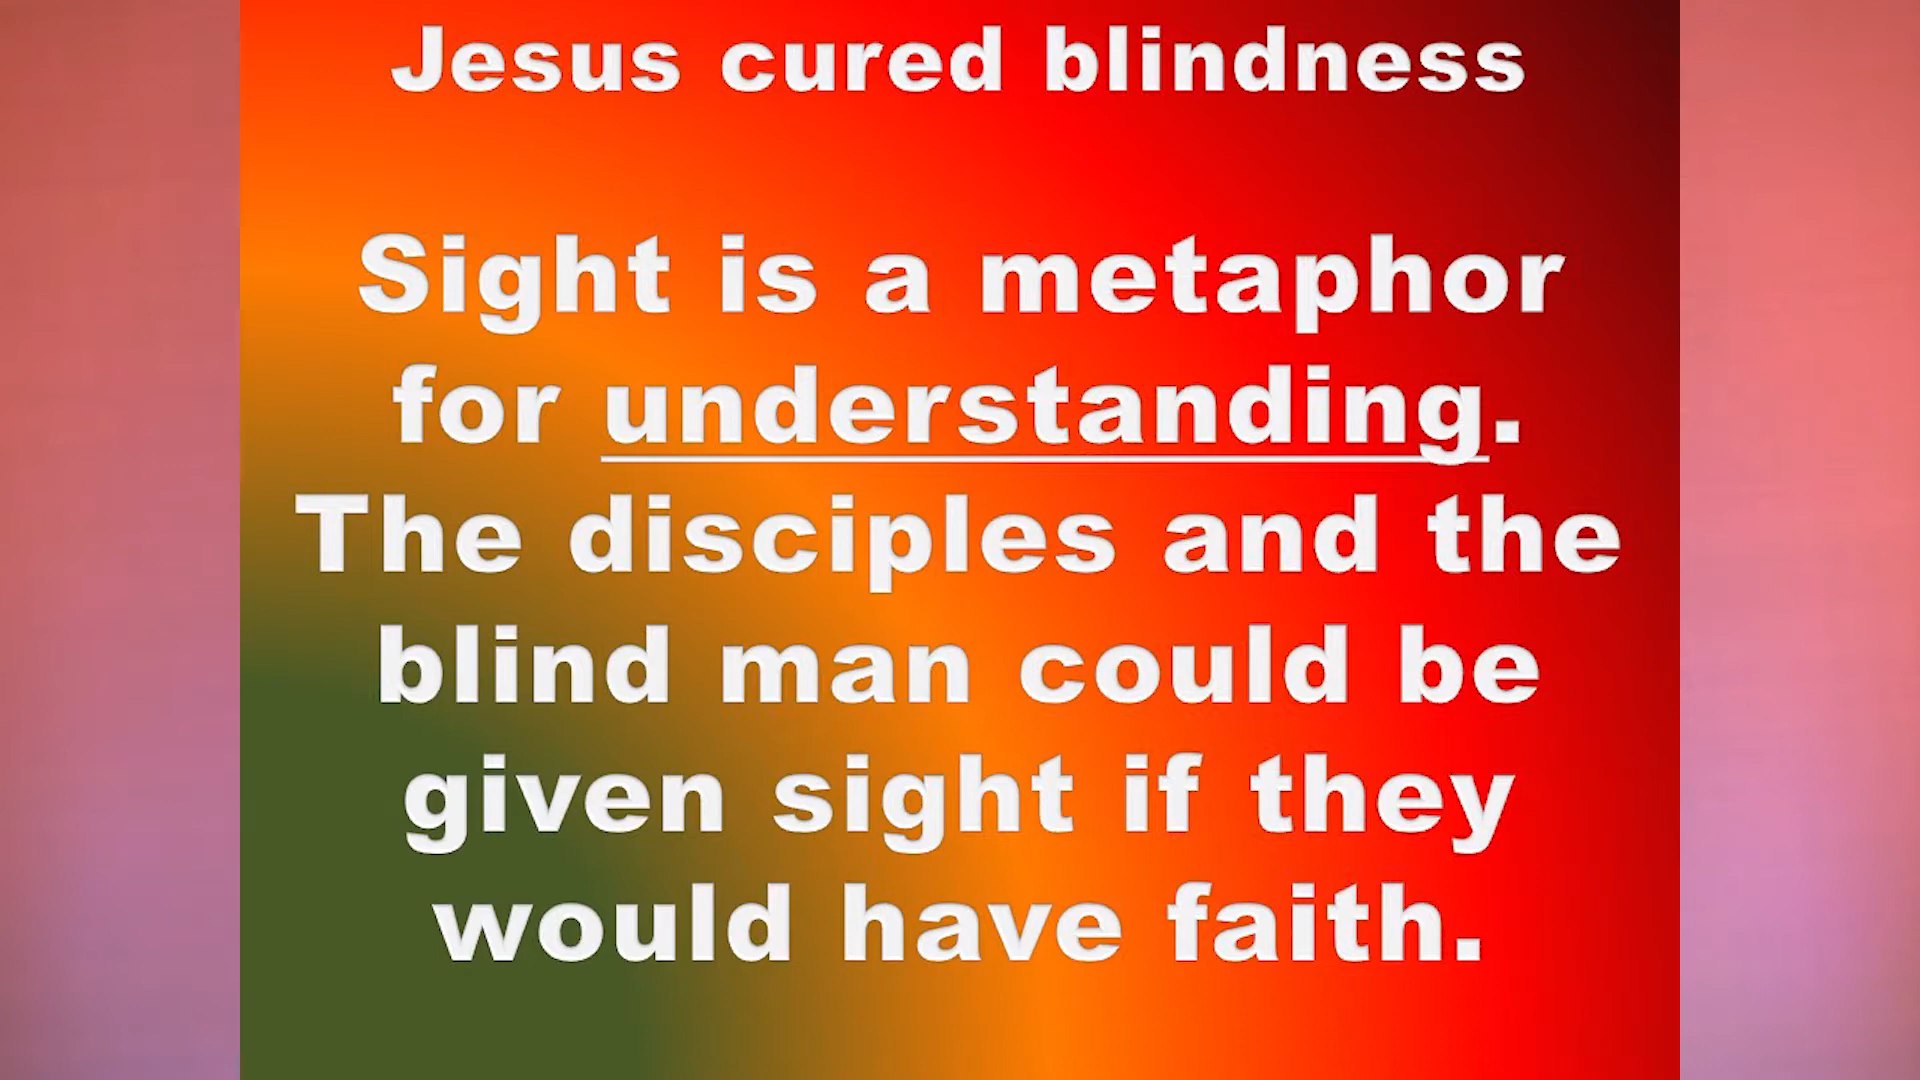 Jesus cured blindness
Sight is a metaphor
for understanding.
The disciples and the
blind man could be
given sight if they
would have faith.